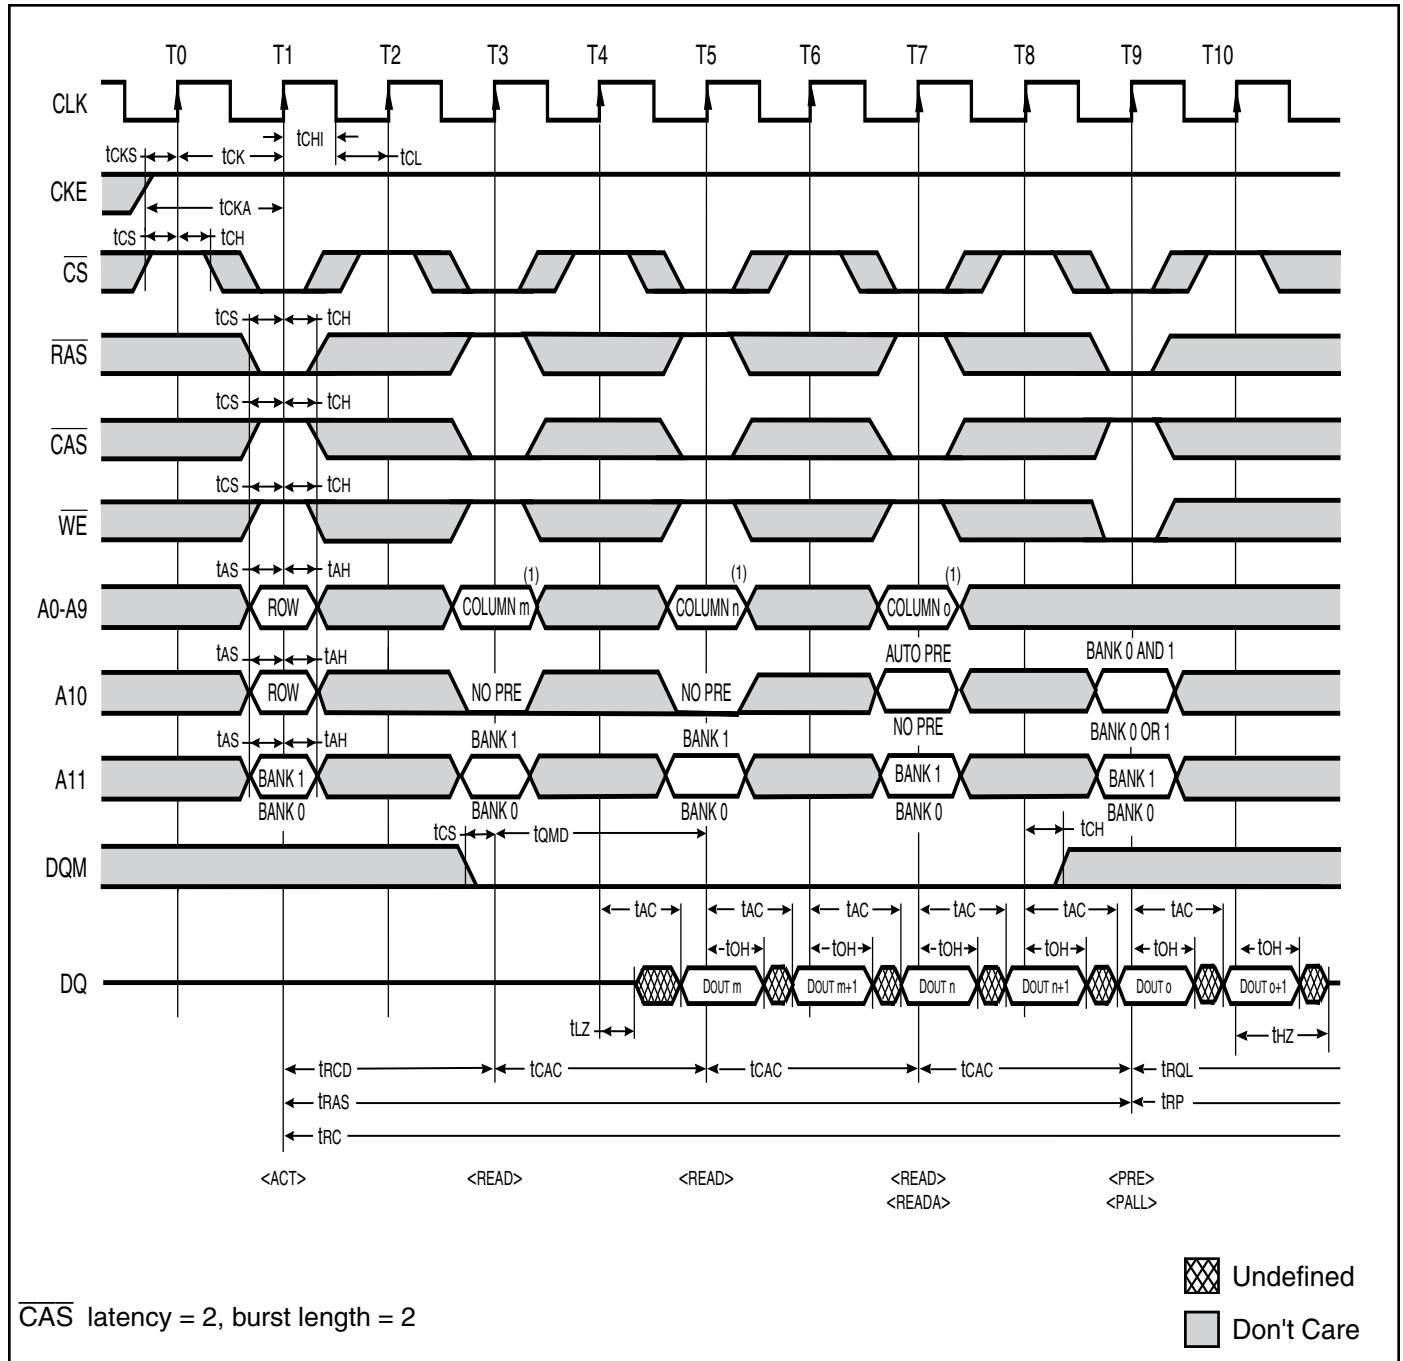 T0 T1 T2 T3 T4 T5 T6 T7 T8 T9 T10
CLK
tCHI
tCKS tCK tCL
CKE
tCKA
tCS tCH
CS
tCS tCH
RAS
tCS tCH
CAS
tCS tCH
WE
tAS tAH (1) (1) (1)
A0-A9 ROW COLUMN m COLUMN n COLUMN o
tAS tAH AUTO PRE BANK 0 AND 1
A10 ROW NO PRE NO PRE
NO PRE BANK 0 OR 1
tAS tAH BANK 1 BANK 1
A11 BANK 1 BANK 1 BANK 1
BANK 0 BANK 0 BANK 0 BANK 0 BANK 0
tCS tQMD tCH
DQM
tAC tAC tAC tAC tAC tAC
tOH tOH tOH tOH tOH tOH
DQ DOUT m DOUT m+1 DOUT n DOUT n+1 DOUT o DOUT o+1
tLZ tHZ
tRCD tCAC tCAC tCAC tRQL
tRAS tRP
tRC
<ACT> <READ> <READ> <READ> <PRE>
<READA> <PALL>
Undefined
CAS latency = 2, burst length = 2
Don't Care